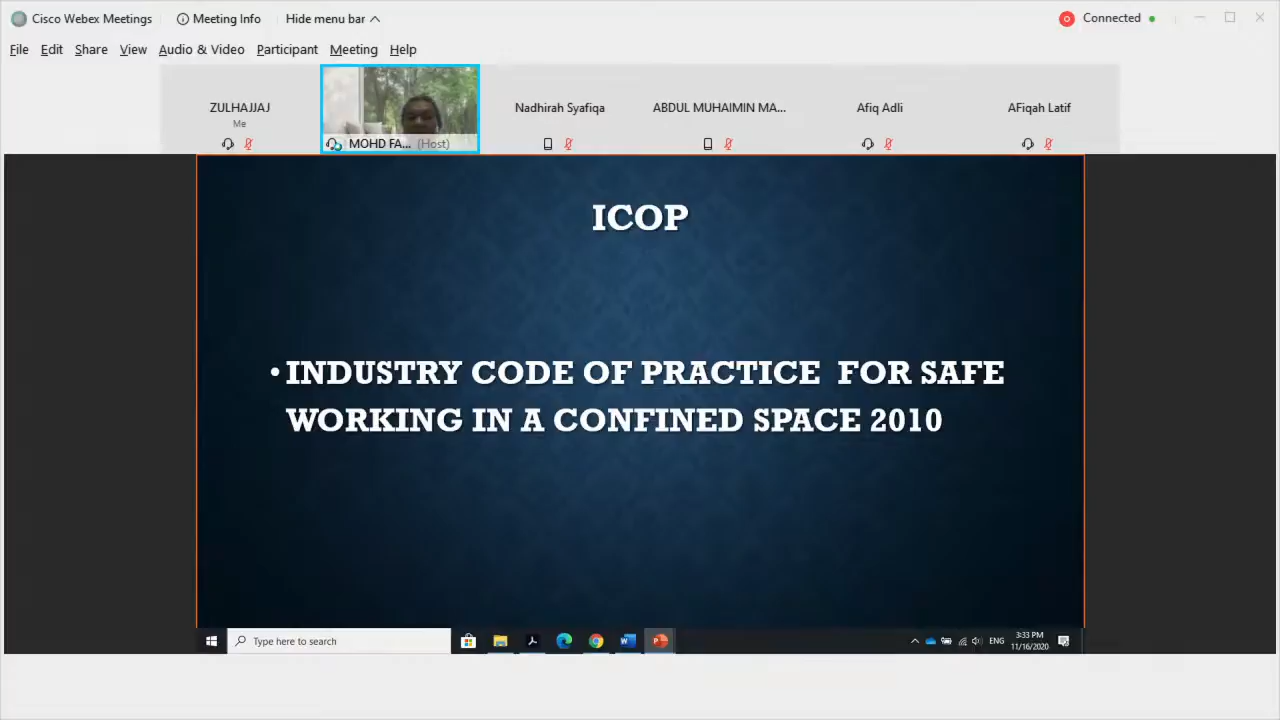 Cisco Webex Meetings Meeting Info Hide menu bar Connected
File Edit Share View Audio & Video Participant Meeting Help
ZULHAJJAJ
Me
MOHD FA... (Host)
Nadhirah Syafiqa
ABDUL MUHAIMIN MA...
Afiq Adli
AFiqah Latif
ICOP
• INDUSTRY CODE OF PRACTICE FOR SAFE
WORKING IN A CONFINED SPACE 2010
Type here to search
ENG
3:33 PM
11/16/2020